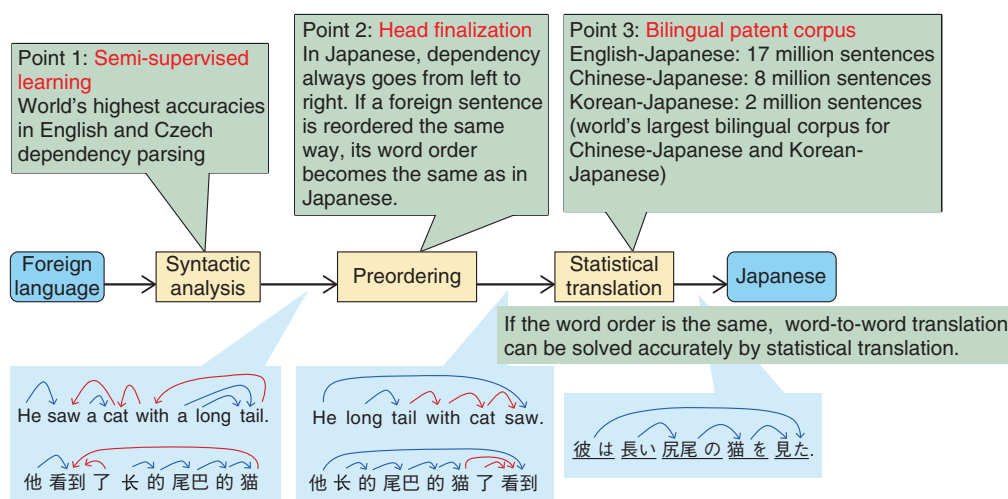 Point 1: Semi-supervised
learning
World's highest accuracies
in English and Czech
dependency parsing
Point 2: Head finalization
In Japanese, dependency
always goes from left to
right. If a foreign sentence
is reordered the same
way, its word order
becomes the same as in
Japanese.
Point 3: Bilingual patent corpus
English-Japanese: 17 million sentences
Chinese-Japanese: 8 million sentences
Korean-Japanese: 2 million sentences
(world's largest bilingual corpus for
Chinese-Japanese and Korean-
Japanese)
Foreign
language
Syntactic
analysis
Preordering
Statistical
translation
Japanese
If the word order is the same, word-to-word translation
can be solved accurately by statistical translation.
He saw a cat with a long tail.
他 看到 了 长 的 尾巴 的 猫
He long tail with cat saw.
他 长 的 尾巴 的 猫 了 看到
彼 は 長い 尻尾 の 猫 を 見た.